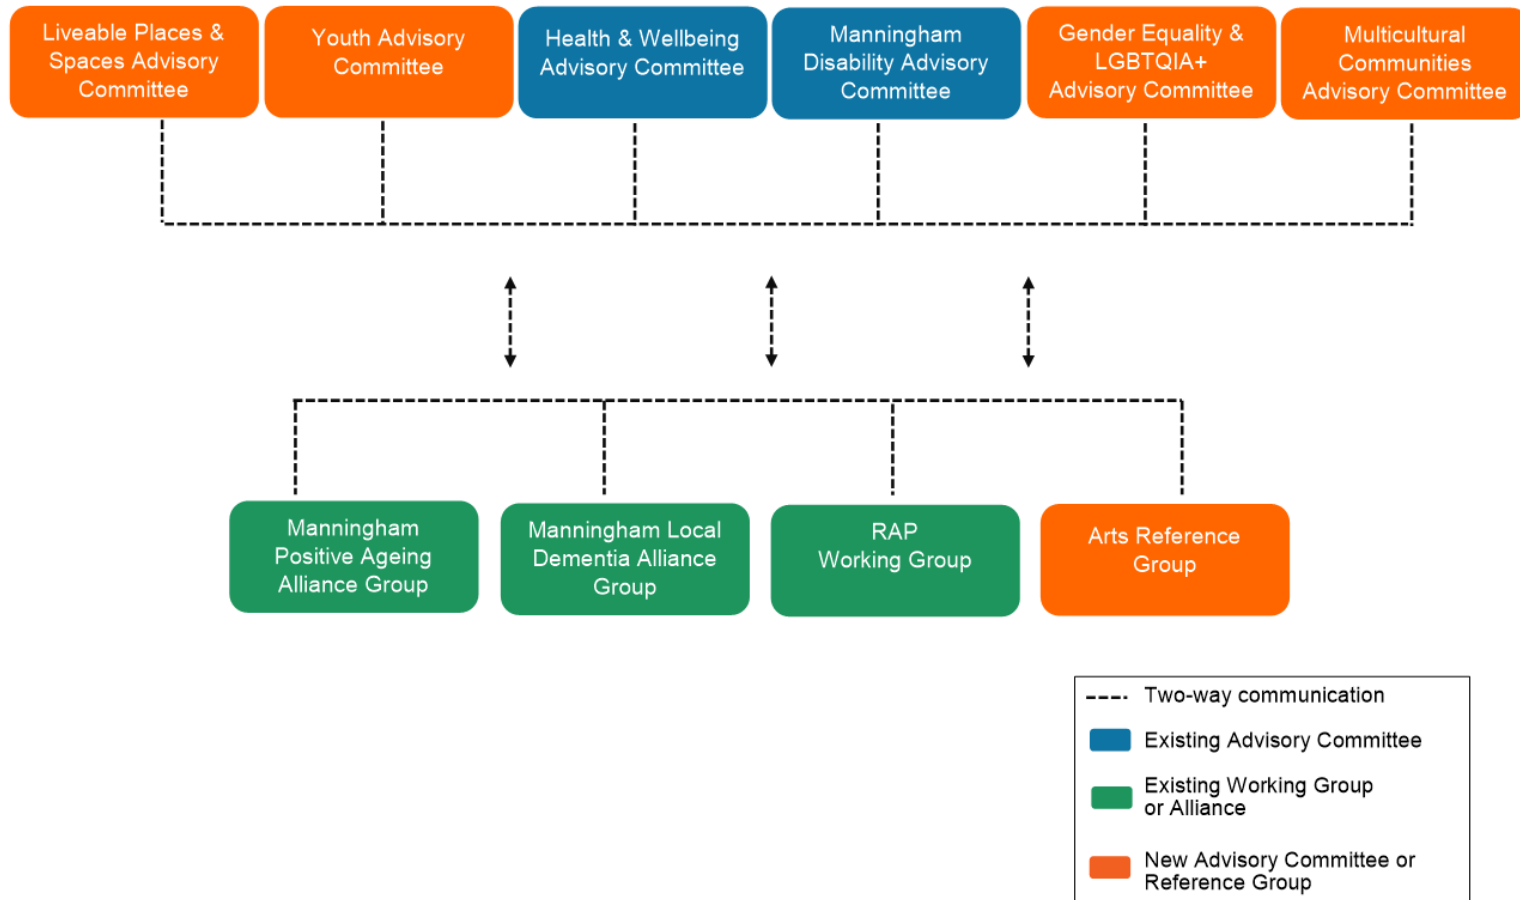 Liveable Places &
Spaces Advisory
Committee
Youth Advisory
Committee
Health & Wellbeing
Advisory Committee
Manningham
Disability Advisory
Committee
Gender Equality &
LGBTQIA+
Advisory Committee
Multicultural
Communities
Advisory Committee
Manningham
Positive Ageing
Alliance Group
Manningham Local
Dementia Alliance
Group
RAP
Working Group
Arts Reference
Group
Two-way communication
Existing Advisory Committee
Existing Working Group
or Alliance
New Advisory Committee or
Reference Group